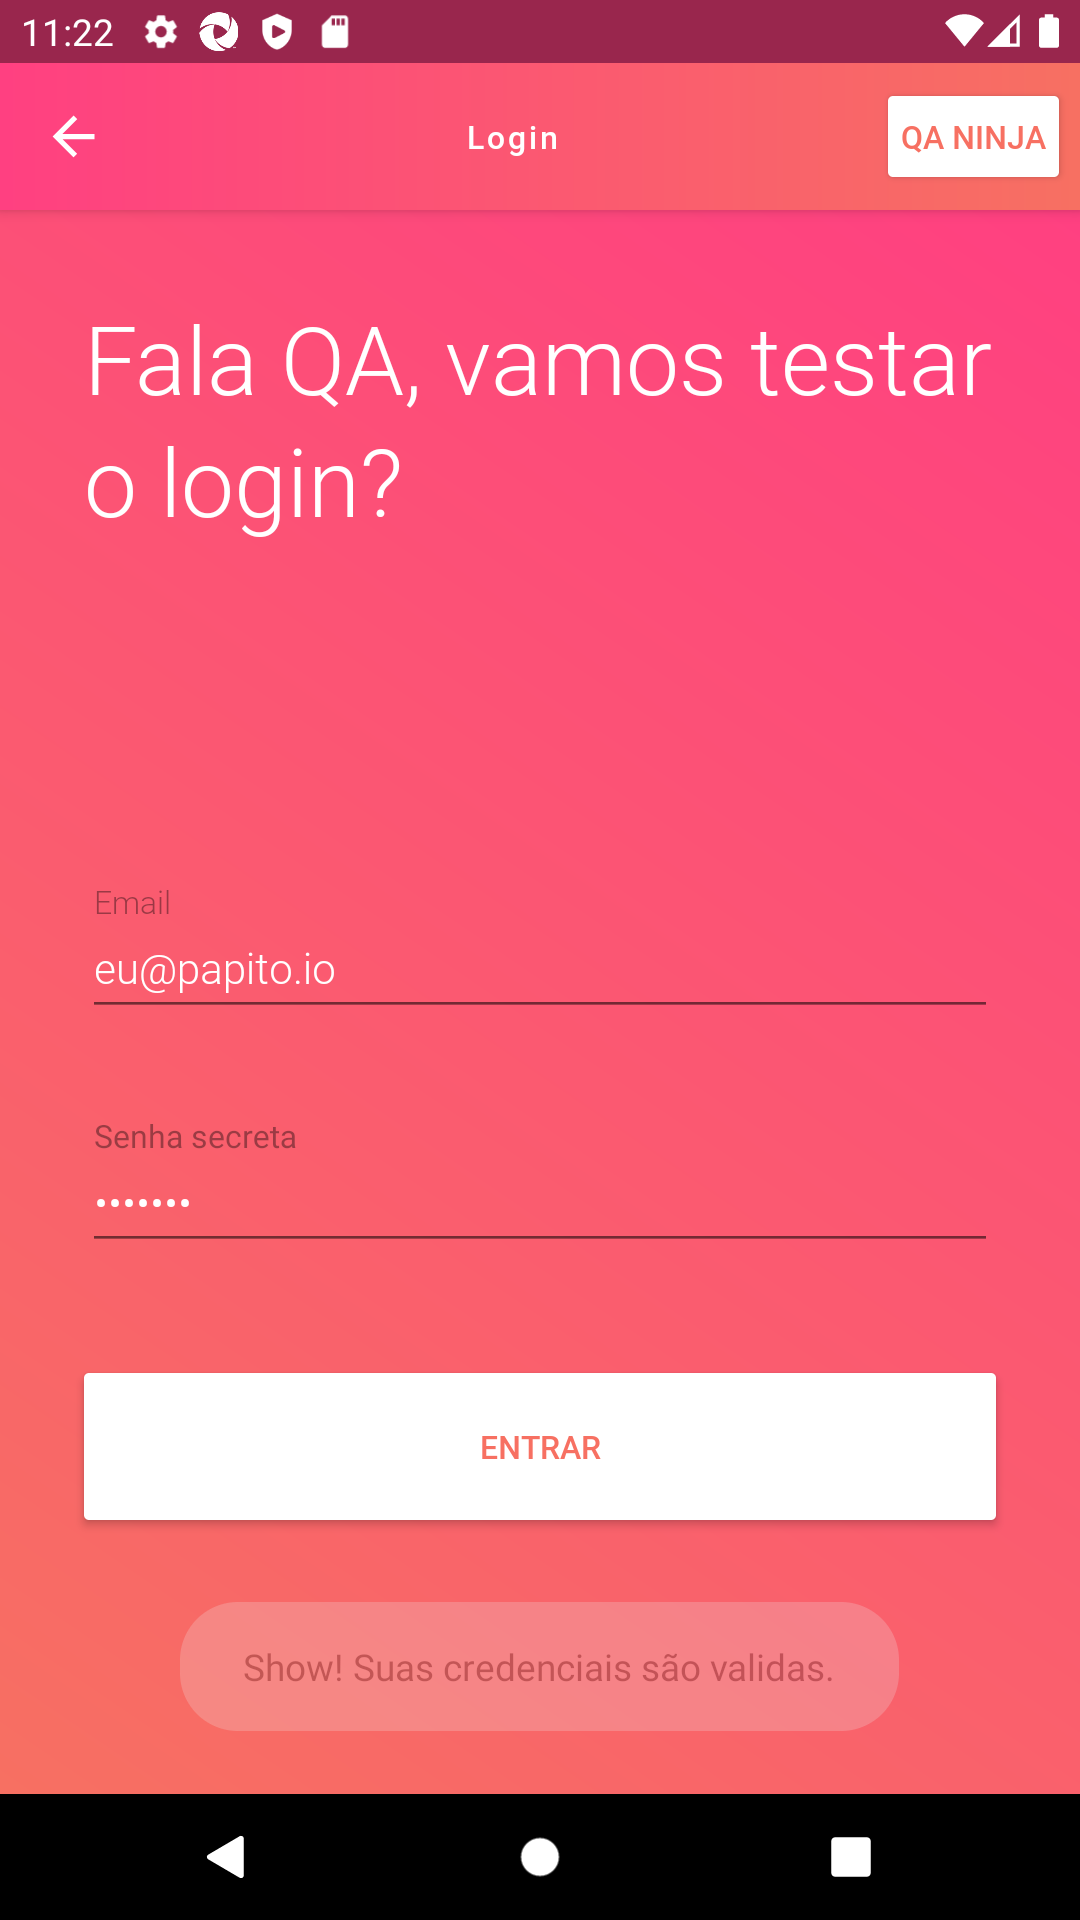 11:22
Login
QA NINJA
Fala QA, vamos testar
o login?
Email
eu@papito.io
Senha secreta
•••••••
ENTRAR
Show! Suas credenciais são validas.